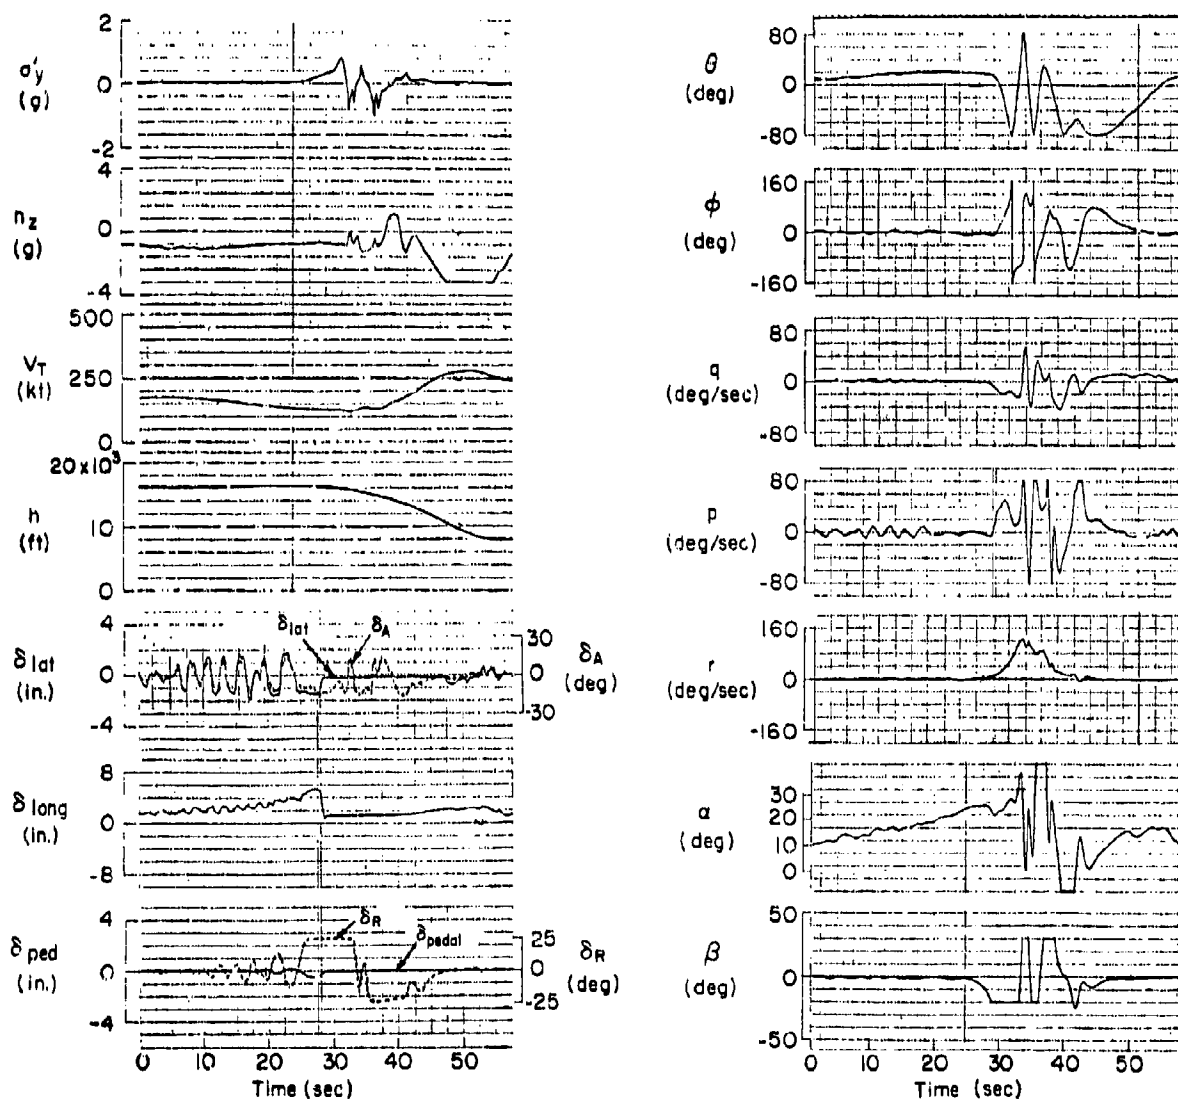 2
a'y
(g)
0
-2
4
nz
(g)
0
-4
500
VT
(kt)
250
0
20x10³
h
(ft)
10
0
4
δlat
(in.)
0
-4
δlat
δA
30
0
-30
δA
(deg)
8
δlong
(in.)
0
-8
4
δped
(in.)
0
-4
δR
δpedal
25
0
-25
δR
(deg)
0 10 20 30 40 50
Time (sec)
80
θ
(deg)
0
-80
160
ϕ
(deg)
0
-160
80
q
(deg/sec)
0
-80
80
p
(deg/sec)
0
-80
160
r
(deg/sec)
0
-160
30
20
α
(deg)
10
0
50
β
(deg)
0
-50
0 10 20 30 40 50
Time (sec)